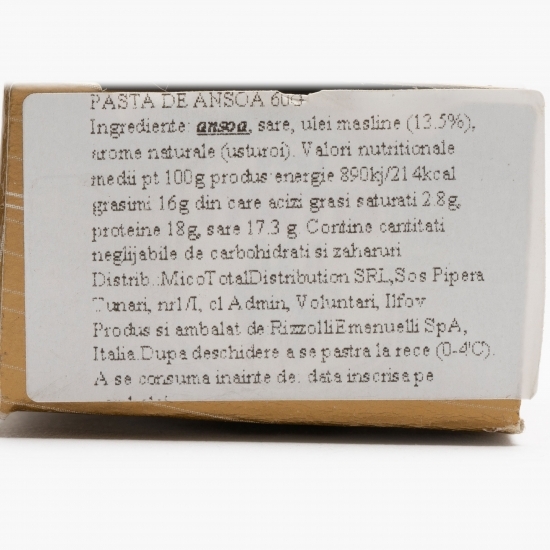 PASTA DE ANSOA 60G
Ingrediente: ansoa, sare, ulei masline (13.5%),
arome naturale (usturoi). Valori nutritionale
medii pt 100g produs:energie 890kj/214kcal
grasimi 16g din care acizi grasi saturati 2.8g,
proteine 18g, sare 17.3 g. Contine cantitati
neglijabile de carbohidrati si zaharuri
Distrib.:MicoTotalDistribution SRL,Sos Pipera
Tunari, nr1/I, cl Admin, Voluntari, Ilfov
Produs si ambalat de RizzolliEmanuelli SpA,
Italia.Dupa deschidere a se pastra la rece (0-4'C).
A se consuma inainte de: data inscrisa pe